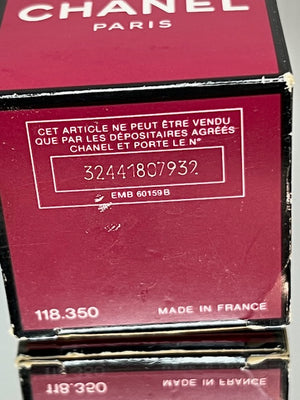 CHANEL
PARIS
CET ARTICLE NE PEUT ÊTRE VENDU
QUE PAR LES DÉPOSITAIRES AGRÉÉS
CHANEL ET PORTE LE Nº
32441807932
EMB 60159B
118.350 MADE IN FRANCE
118.350 MADE IN FRANCE